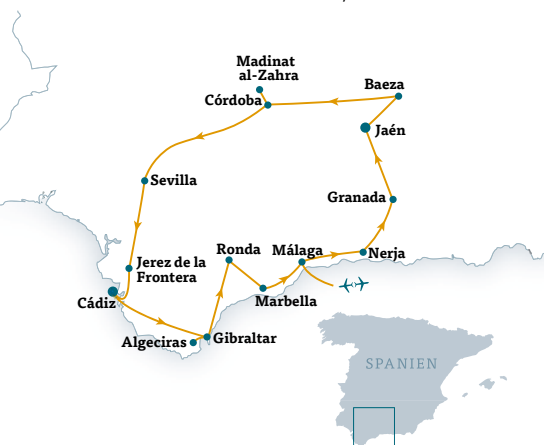 Madinat
al-Zahra
Baeza
Córdoba
Jaén
Sevilla
Granada
Ronda
Málaga
Nerja
Jerez de la
Frontera
Cádiz
Marbella
Algeciras
Gibraltar
SPANIEN